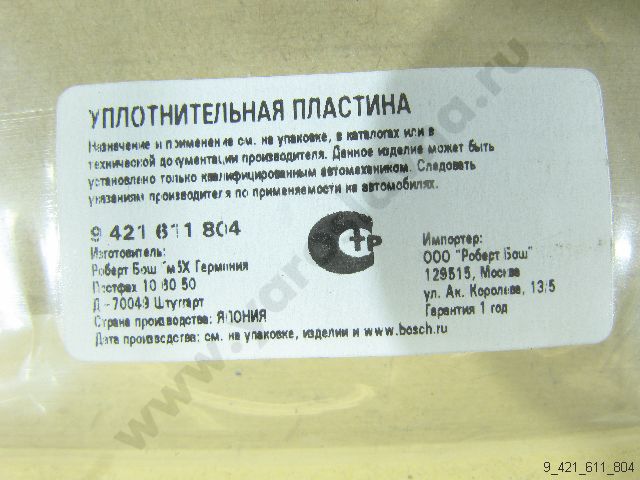 УПЛОТНИТЕЛЬНАЯ ПЛАСТИНА
Назначение и применение см. на упаковке, в каталогах или в
технической документации производителя. Данное изделие может быть
установлено только квалифицированным автомехаником. Следовать
указаниям производителя по применяемости на автомобилях.
9 421 611 804
Изготовитель:
Роберт Бош ГмбХ Германия
Постфах 10 60 50
Д -70049 Штутгарт
Страна производства: ЯПОНИЯ
Дата производства: см. на упаковке, изделии и www.bosch.ru
Импортер:
ООО "Роберт Бош"
129515, Москва
ул. Ак. Королева, 13/5
Гарантия 1 год
9_421_611_804